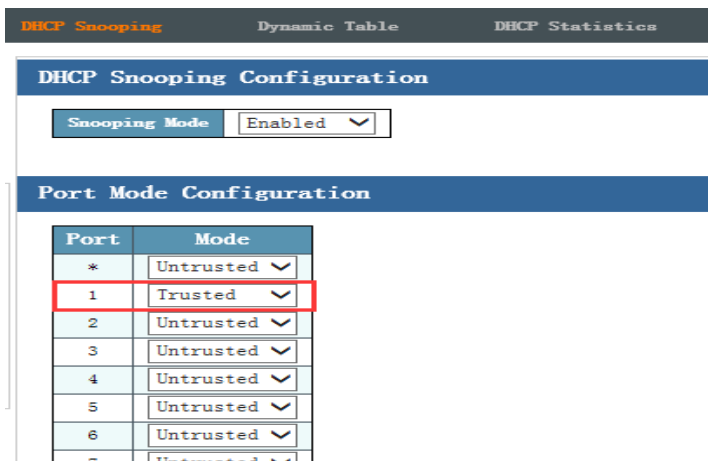 DHCP Snooping Dynamic Table DHCP Statistics
DHCP Snooping Configuration
Snooping Mode Enabled
Port Mode Configuration
Port Mode
* Untrusted
1 Trusted
2 Untrusted
3 Untrusted
4 Untrusted
5 Untrusted
6 Untrusted